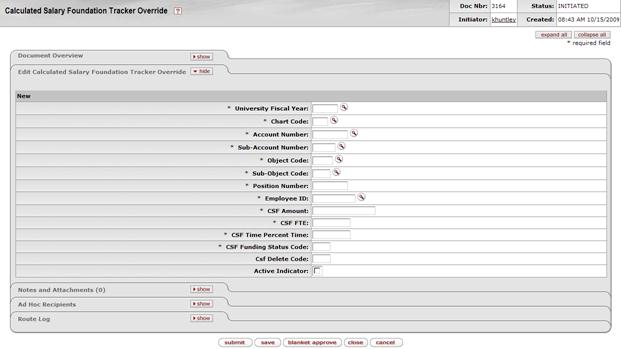 Calculated Salary Foundation Tracker Override ?
Doc Nbr: 3164 Status: INITIATED
Initiator: khuntley Created: 08:43 AM 10/15/2009
expand all collapse all
* required field
Document Overview show
Edit Calculated Salary Foundation Tracker Override hide
New
* University Fiscal Year:
* Chart Code:
* Account Number:
* Sub-Account Number:
* Object Code:
* Sub-Object Code:
* Position Number:
* Employee ID:
* CSF Amount:
* CSF FTE:
* CSF Time Percent Time:
* CSF Funding Status Code:
Csf Delete Code:
Active Indicator:
Notes and Attachments (0) show
Ad Hoc Recipients show
Route Log show
submit save blanket approve close cancel